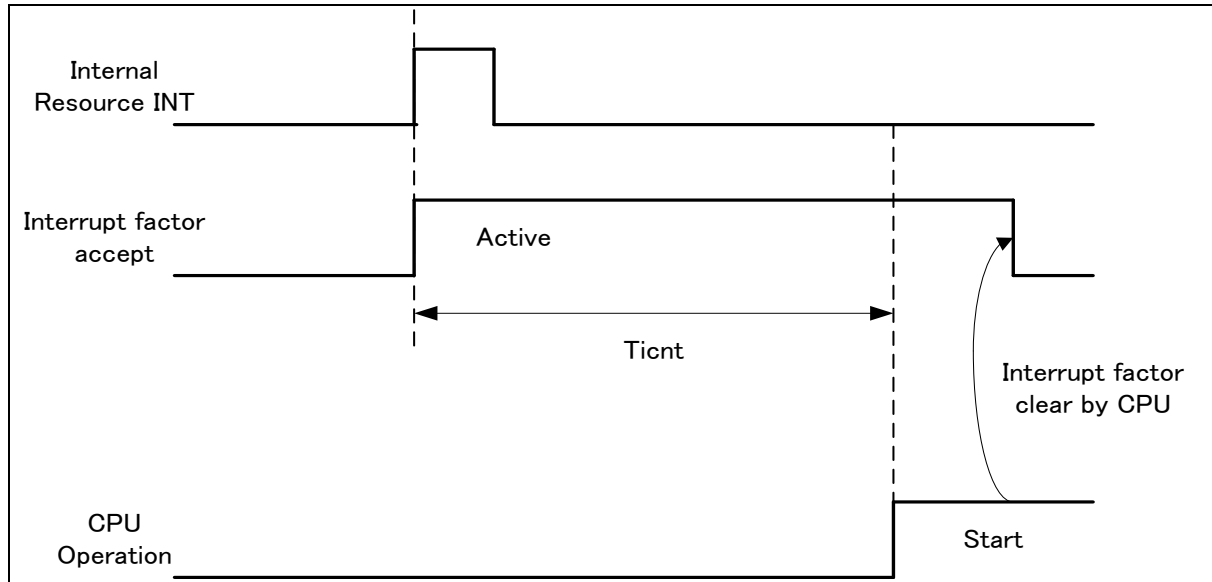 Internal
Resource INT
Interrupt factor
accept
Active
Ticnt
Interrupt factor
clear by CPU
CPU
Operation
Start